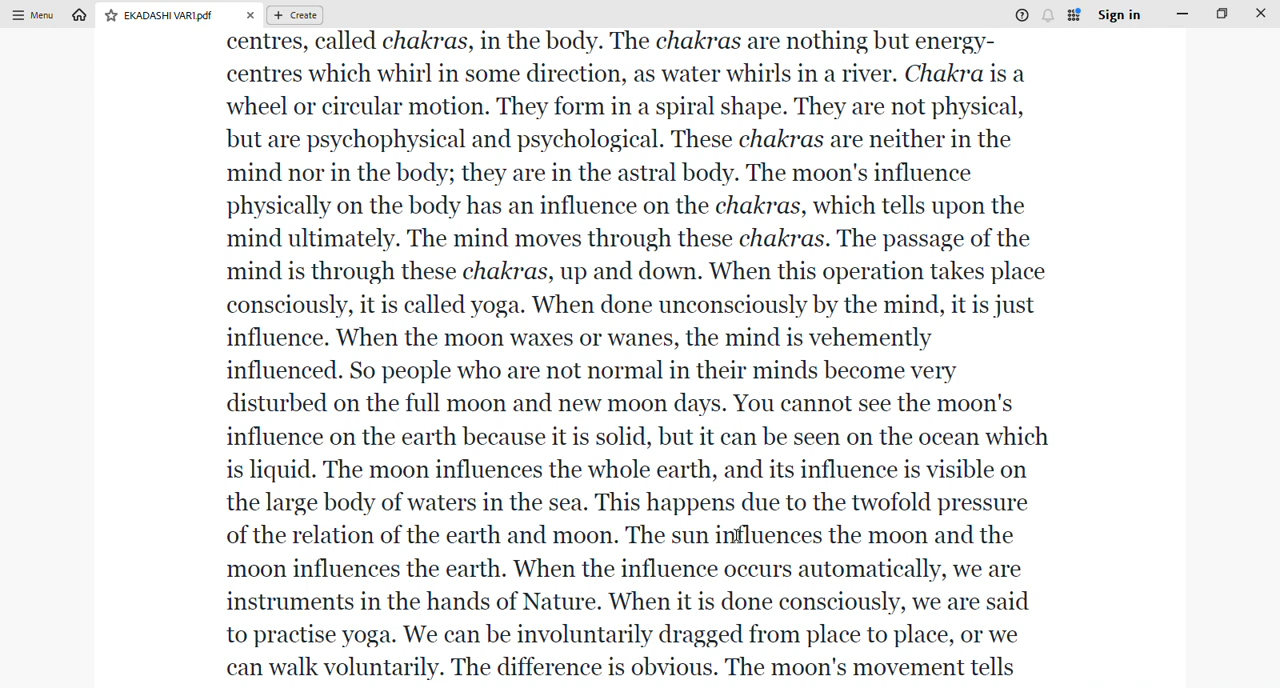 Menu EKADASHI VAR1.pdf Create Sign in
centres, called chakras, in the body. The chakras are nothing but energy-
centres which whirl in some direction, as water whirls in a river. Chakra is a
wheel or circular motion. They form in a spiral shape. They are not physical,
but are psychophysical and psychological. These chakras are neither in the
mind nor in the body; they are in the astral body. The moon's influence
physically on the body has an influence on the chakras, which tells upon the
mind ultimately. The mind moves through these chakras. The passage of the
mind is through these chakras, up and down. When this operation takes place
consciously, it is called yoga. When done unconsciously by the mind, it is just
influence. When the moon waxes or wanes, the mind is vehemently
influenced. So people who are not normal in their minds become very
disturbed on the full moon and new moon days. You cannot see the moon's
influence on the earth because it is solid, but it can be seen on the ocean which
is liquid. The moon influences the whole earth, and its influence is visible on
the large body of waters in the sea. This happens due to the twofold pressure
of the relation of the earth and moon. The sun influences the moon and the
moon influences the earth. When the influence occurs automatically, we are
instruments in the hands of Nature. When it is done consciously, we are said
to practise yoga. We can be involuntarily dragged from place to place, or we
can walk voluntarily. The difference is obvious. The moon's movement tells